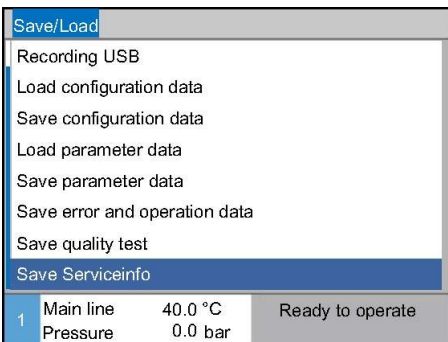 Save/Load
Recording USB
Load configuration data
Save configuration data
Load parameter data
Save parameter data
Save error and operation data
Save quality test
Save Serviceinfo
1 Main line 40.0 °C Ready to operate
Pressure 0.0 bar